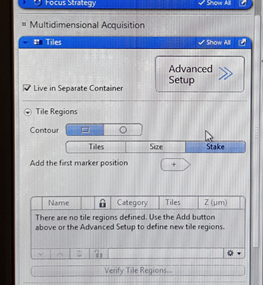 Focus Strategy Show All
Multidimensional Acquisition
Tiles Show All
Advanced
Setup
Live in Separate Container
Tile Regions
Contour
Tiles Size Stake
Add the first marker position +
Name Category Tiles Z (µm)
There are no tile regions defined. Use the Add button
above or the Advanced Setup to define new tile regions.
Verify Tile Regions...